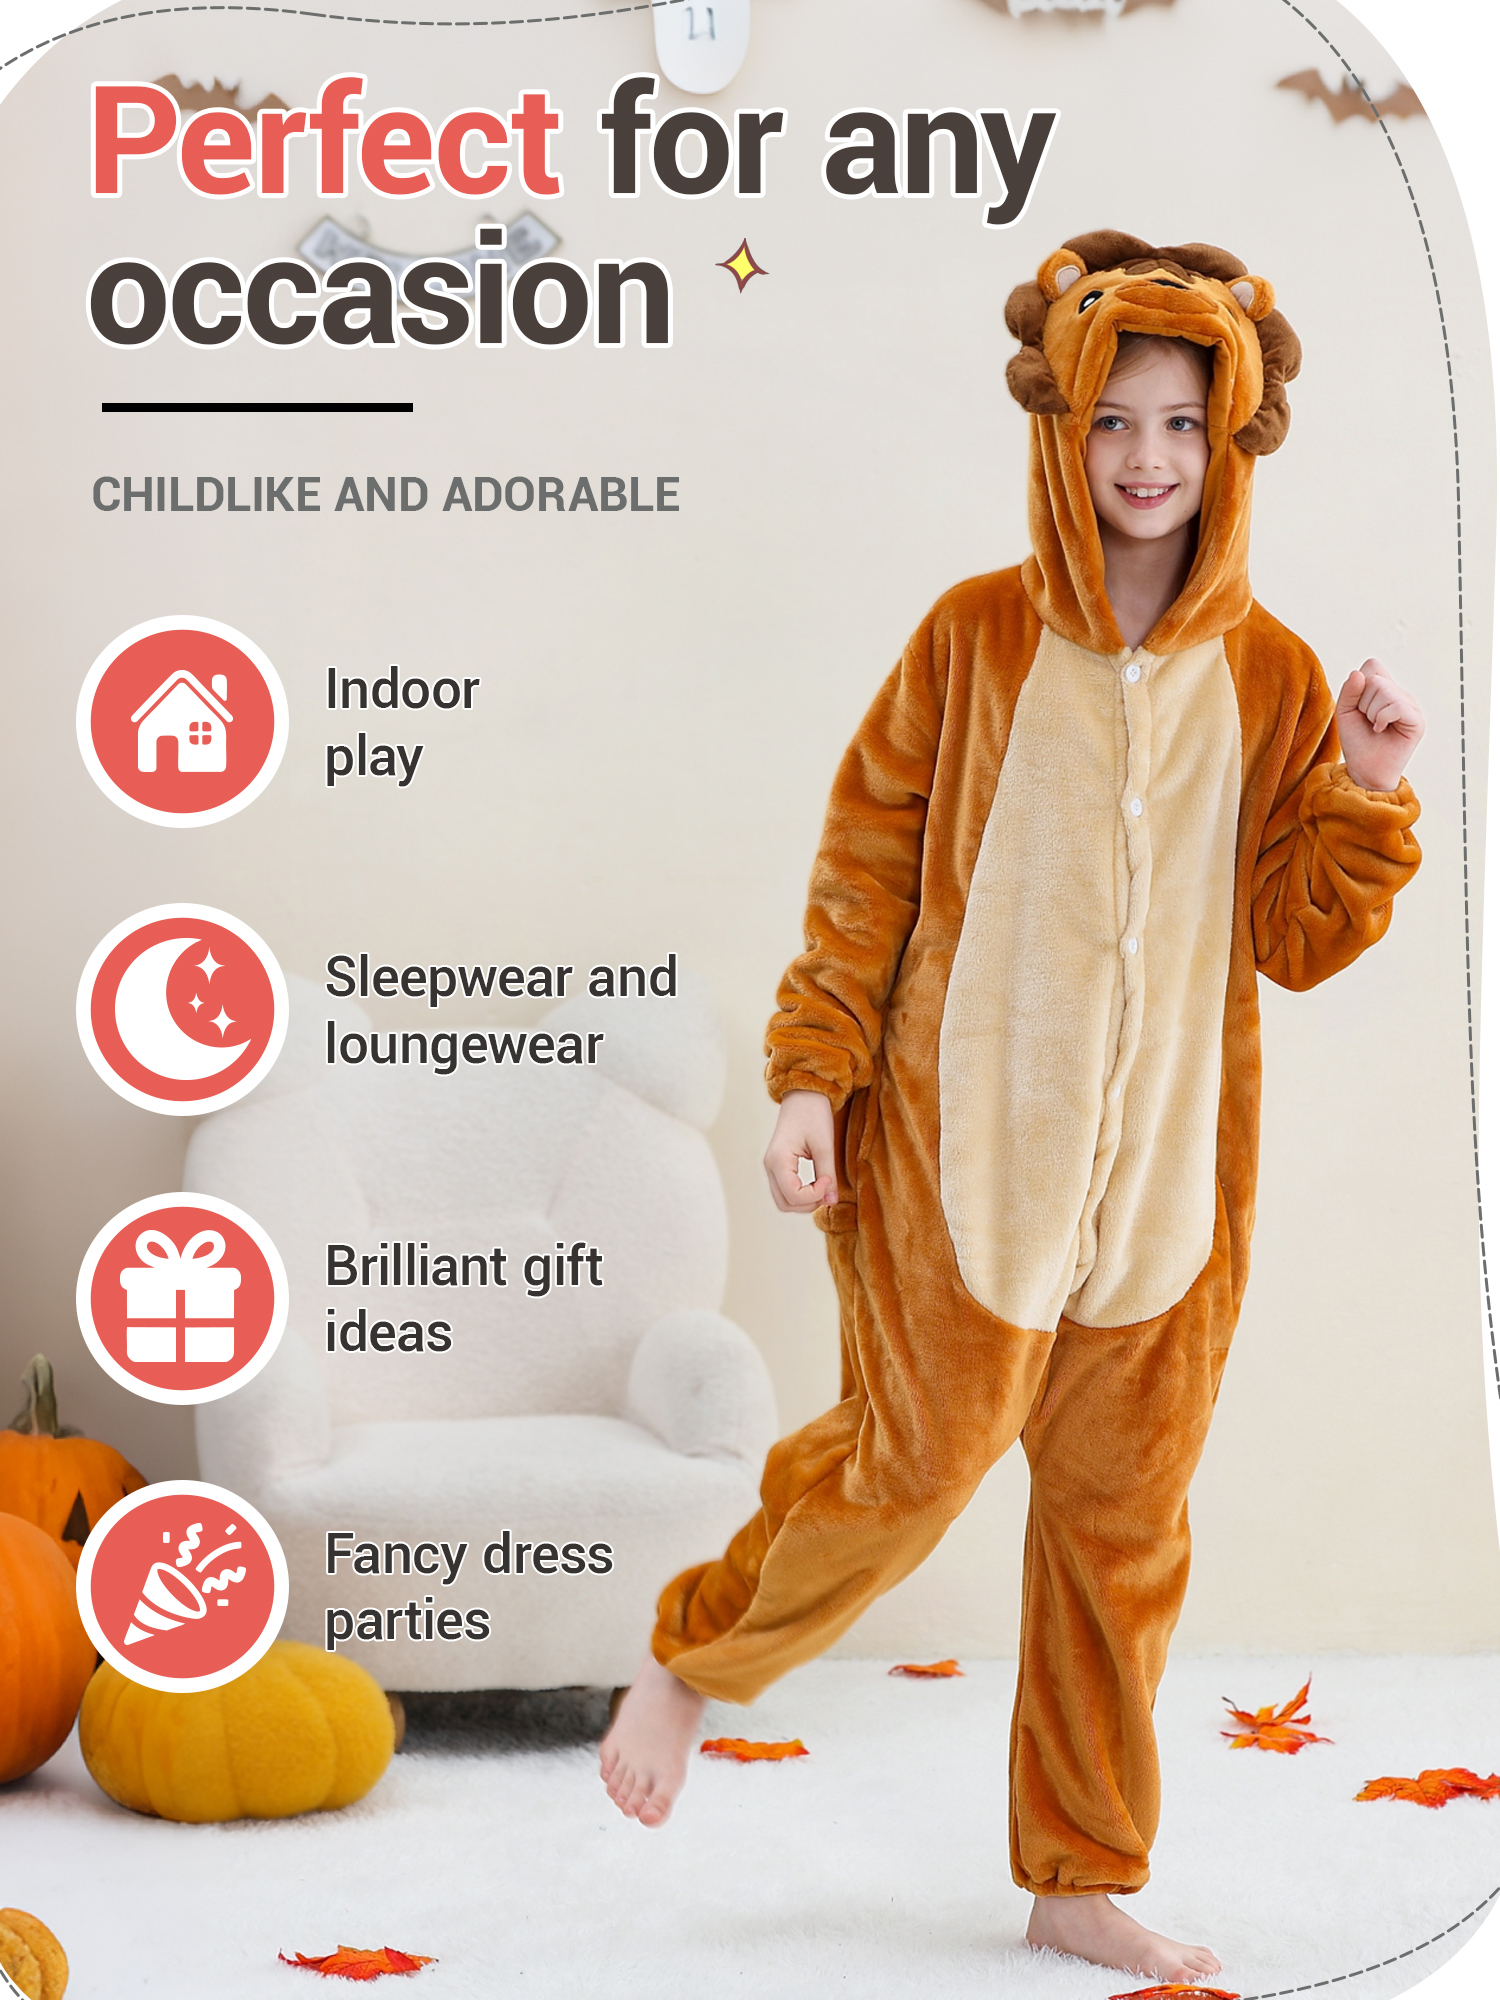 Perfect for any
occasion
CHILDLIKE AND ADORABLE
Indoor
play
Sleepwear and
loungewear
Brilliant gift
ideas
Fancy dress
parties